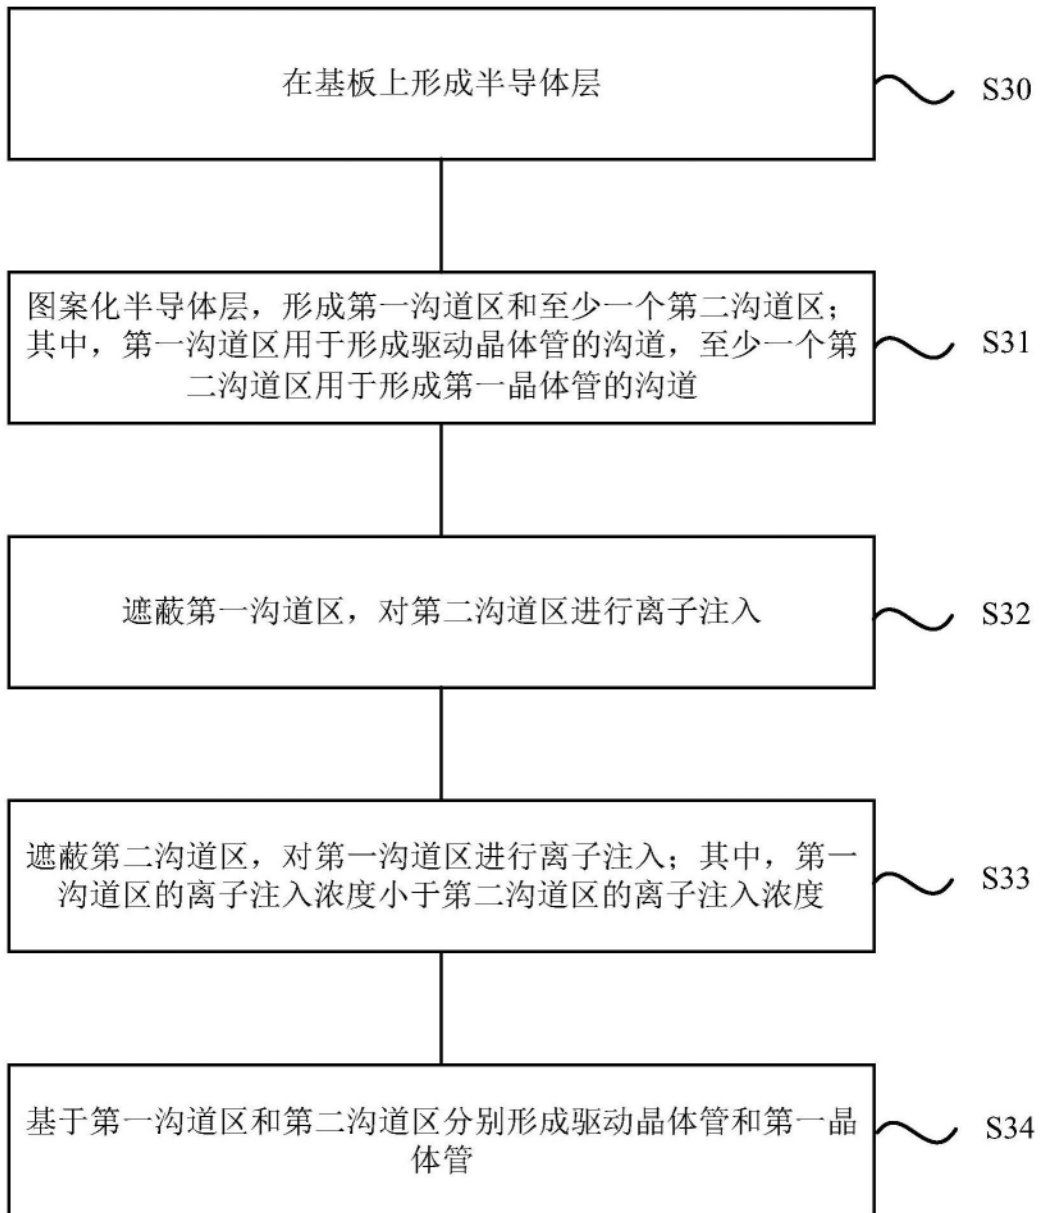 在基板上形成半导体层
S30
图案化半导体层，形成第一沟道区和至少一个第二沟道区；
其中，第一沟道区用于形成驱动晶体管的沟道，至少一个第
二沟道区用于形成第一晶体管的沟道
S31
遮蔽第一沟道区，对第二沟道区进行离子注入
S32
遮蔽第二沟道区，对第一沟道区进行离子注入；其中，第一
沟道区的离子注入浓度小于第二沟道区的离子注入浓度
S33
基于第一沟道区和第二沟道区分别形成驱动晶体管和第一晶
体管
S34